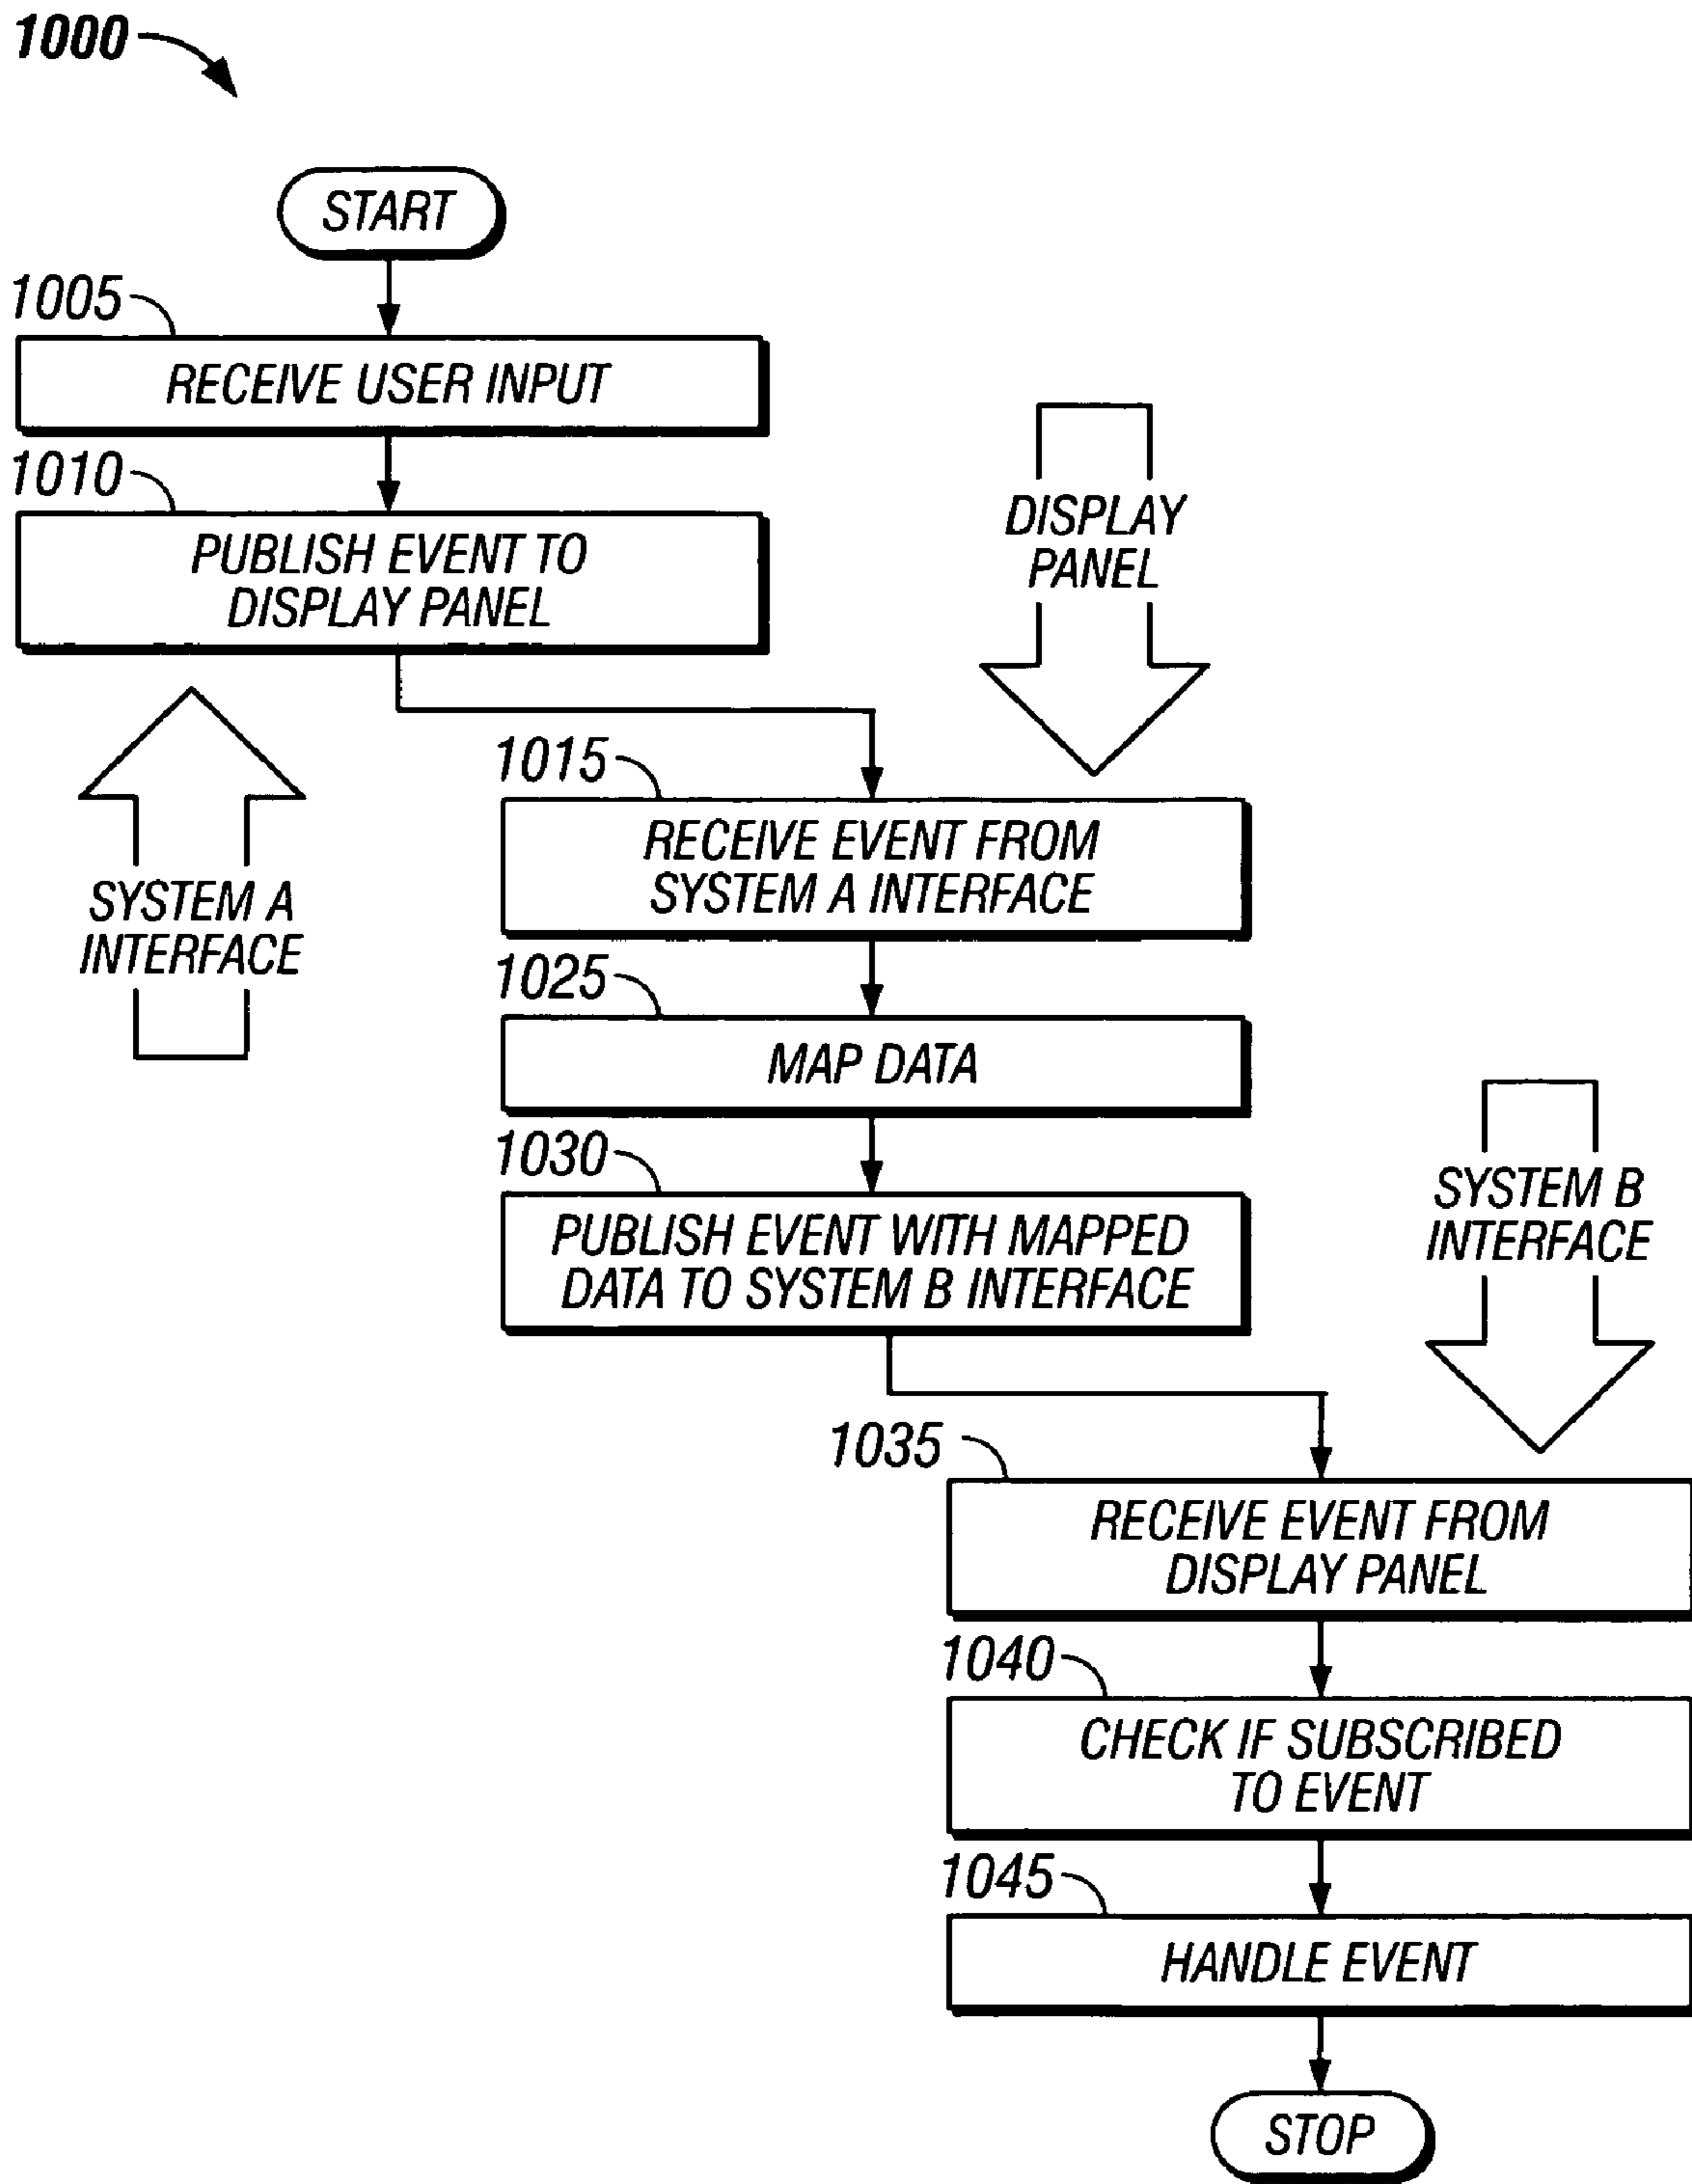 1000
START
1005
RECEIVE USER INPUT
1010
PUBLISH EVENT TO
DISPLAY PANEL
DISPLAY
PANEL
SYSTEM A
INTERFACE
1015
RECEIVE EVENT FROM
SYSTEM A INTERFACE
1025
MAP DATA
1030
PUBLISH EVENT WITH MAPPED
DATA TO SYSTEM B INTERFACE
SYSTEM B
INTERFACE
1035
RECEIVE EVENT FROM
DISPLAY PANEL
1040
CHECK IF SUBSCRIBED
TO EVENT
1045
HANDLE EVENT
STOP